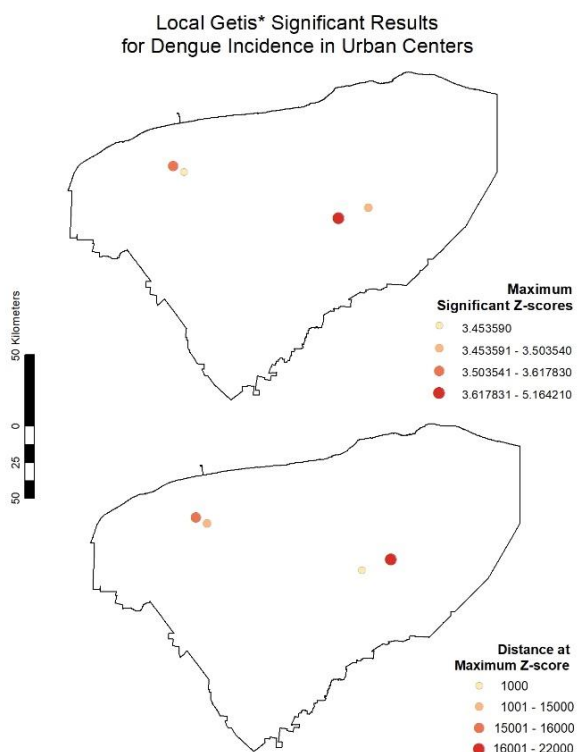 Local Getis* Significant Results
for Dengue Incidence in Urban Centers
Maximum
Significant Z-scores
3.453590
3.453591 - 3.503540
3.503541 - 3.617830
3.617831 - 5.164210
50 Kilometers
0
25
50
Distance at
Maximum Z-score
1000
1001 - 15000
15001 - 16000
16001 - 22000